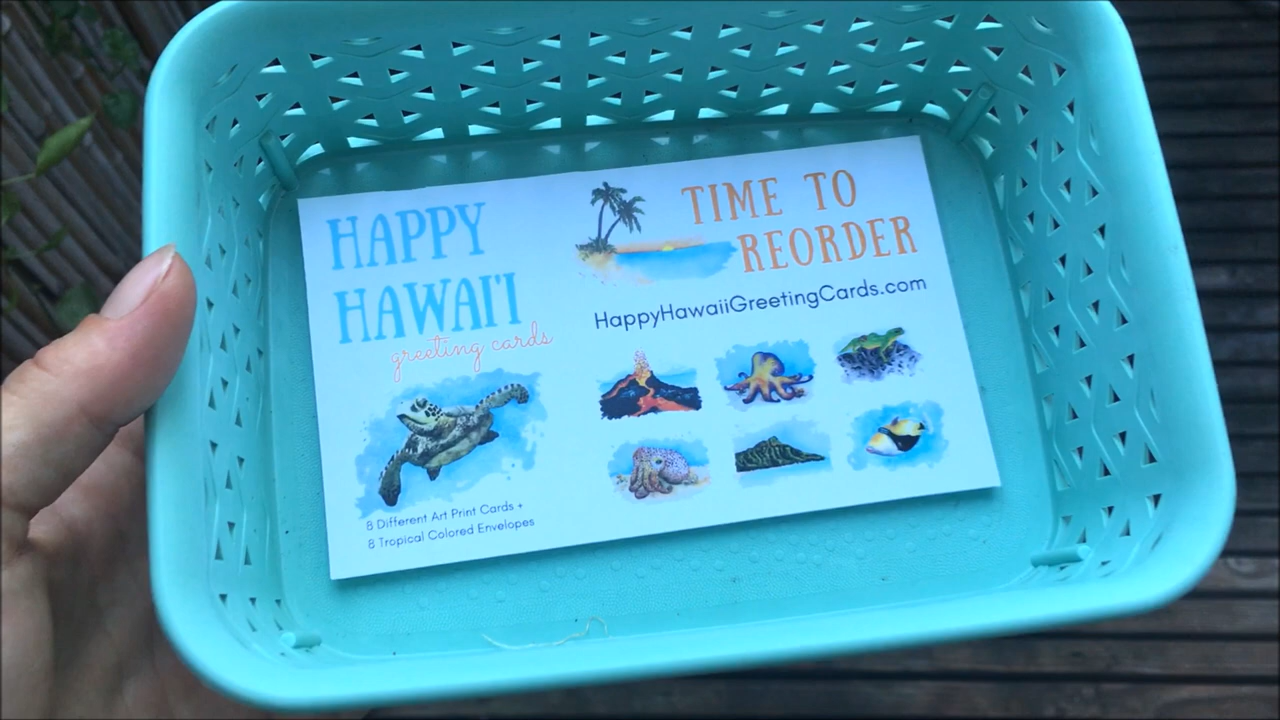 HAPPY
HAWAI'I
greeting cards
8 Different Art Print Cards +
8 Tropical Colored Envelopes
TIME TO
REORDER
HappyHawaiiGreetingCards.com